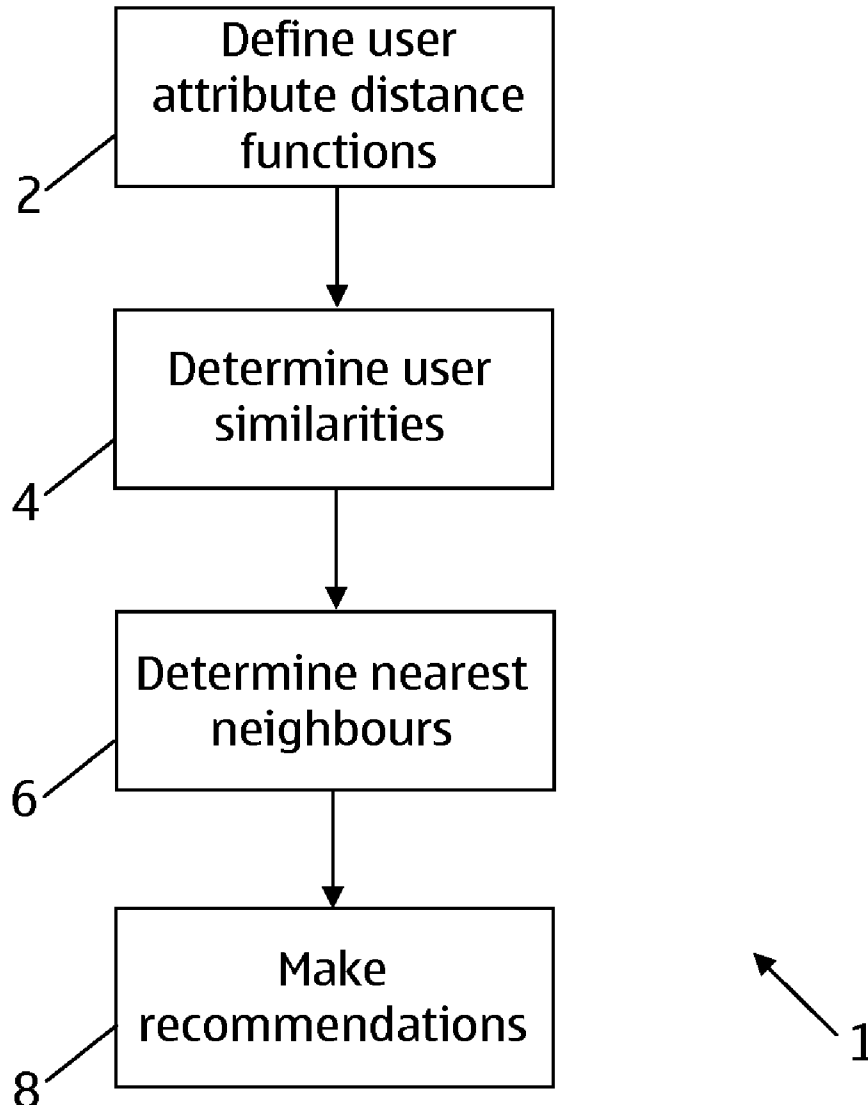 Define user
attribute distance
functions
2
Determine user
similarities
4
Determine nearest
neighbours
6
Make
recommendations
8
1